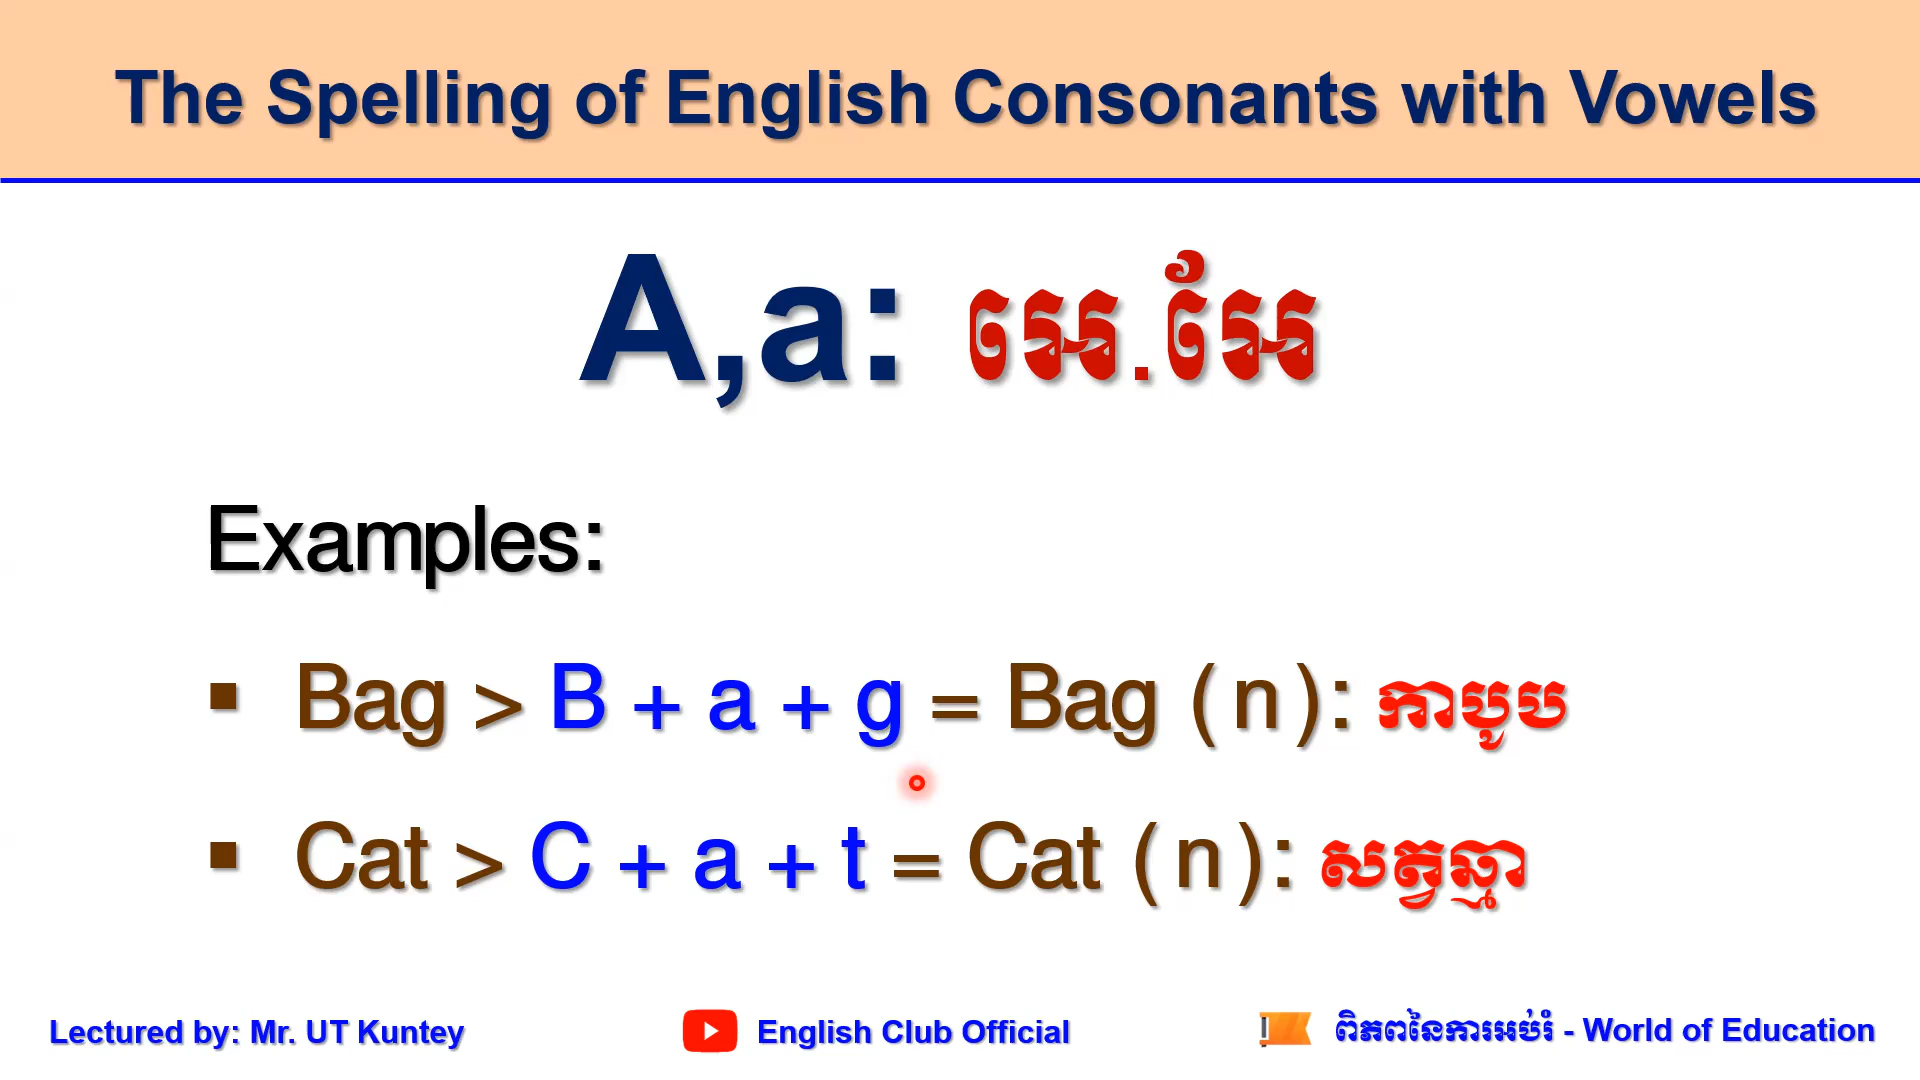 The Spelling of English Consonants with Vowels
A,a: អេ.អែ៎
Examples:
▪ Bag > B + a + g = Bag (n): កាបូប
▪ Cat > C + a + t = Cat (n): សត្វឆ្មា
Lectured by: Mr. UT Kuntey
English Club Official
ពិភពនៃការអប់រំ - World of Education